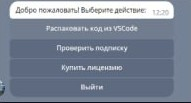 Добро пожаловать! Выберите действие: 12:20
Распаковать код из VSCode
Проверить подписку
Купить лицензию
Выйти